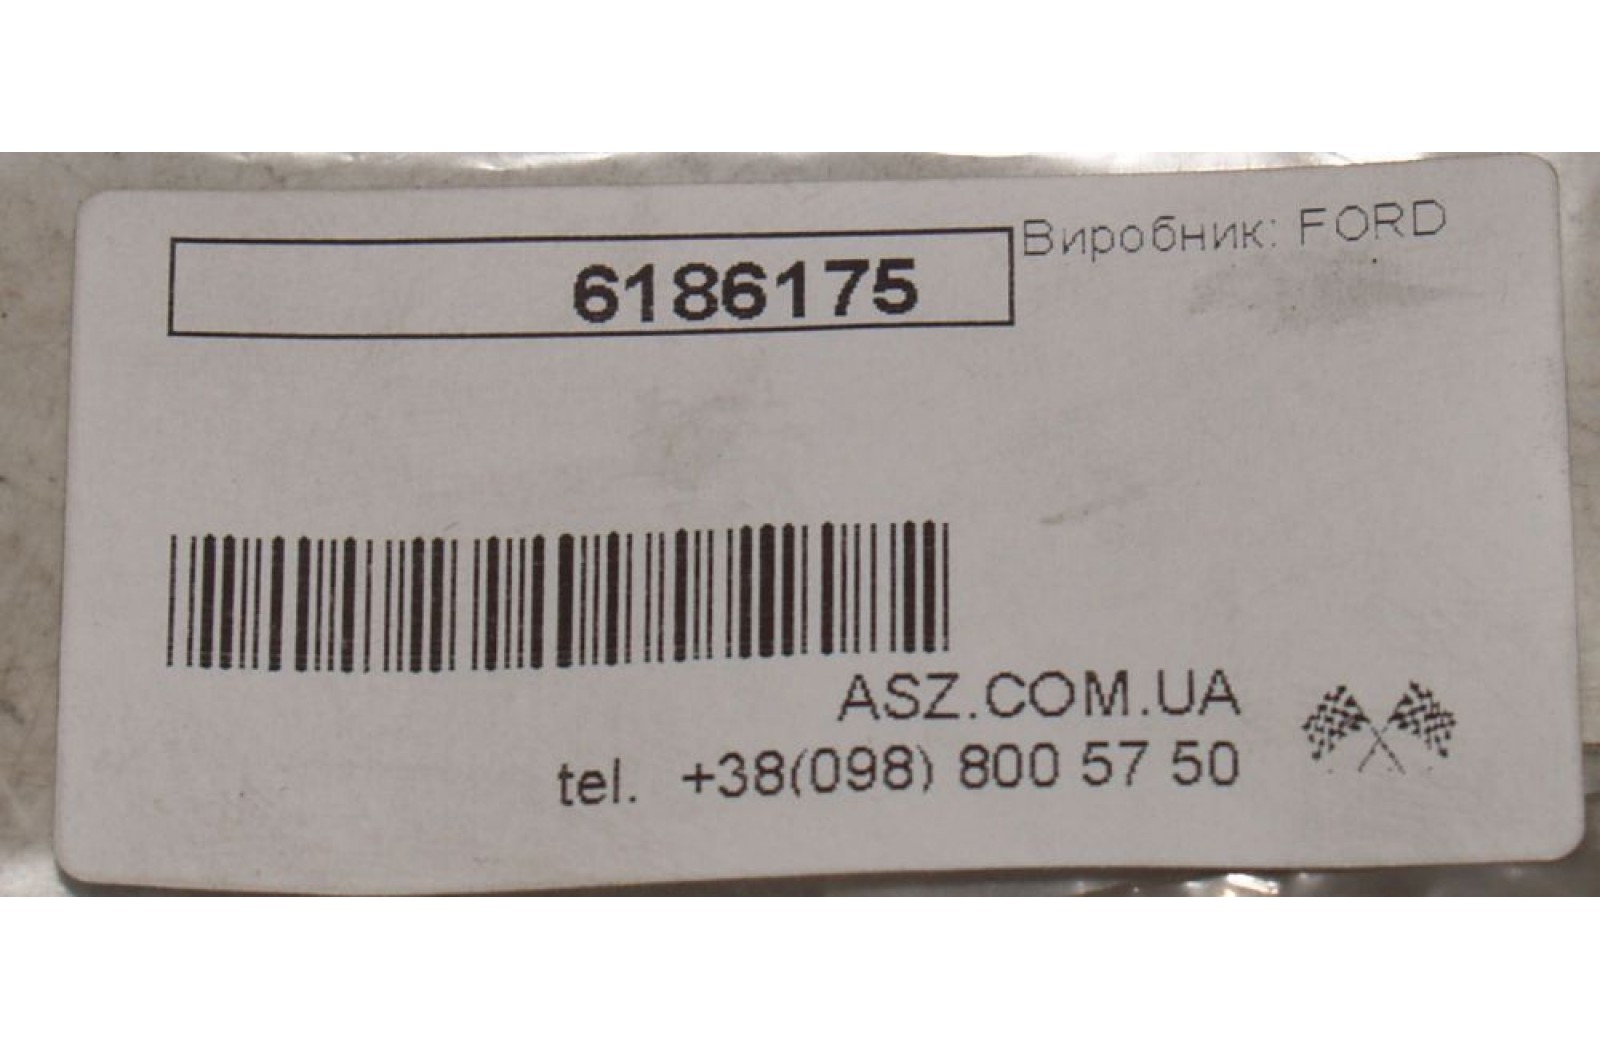 6186175
Виробник: FORD
ASZ.COM.UA
tel. +38(098) 800 57 50